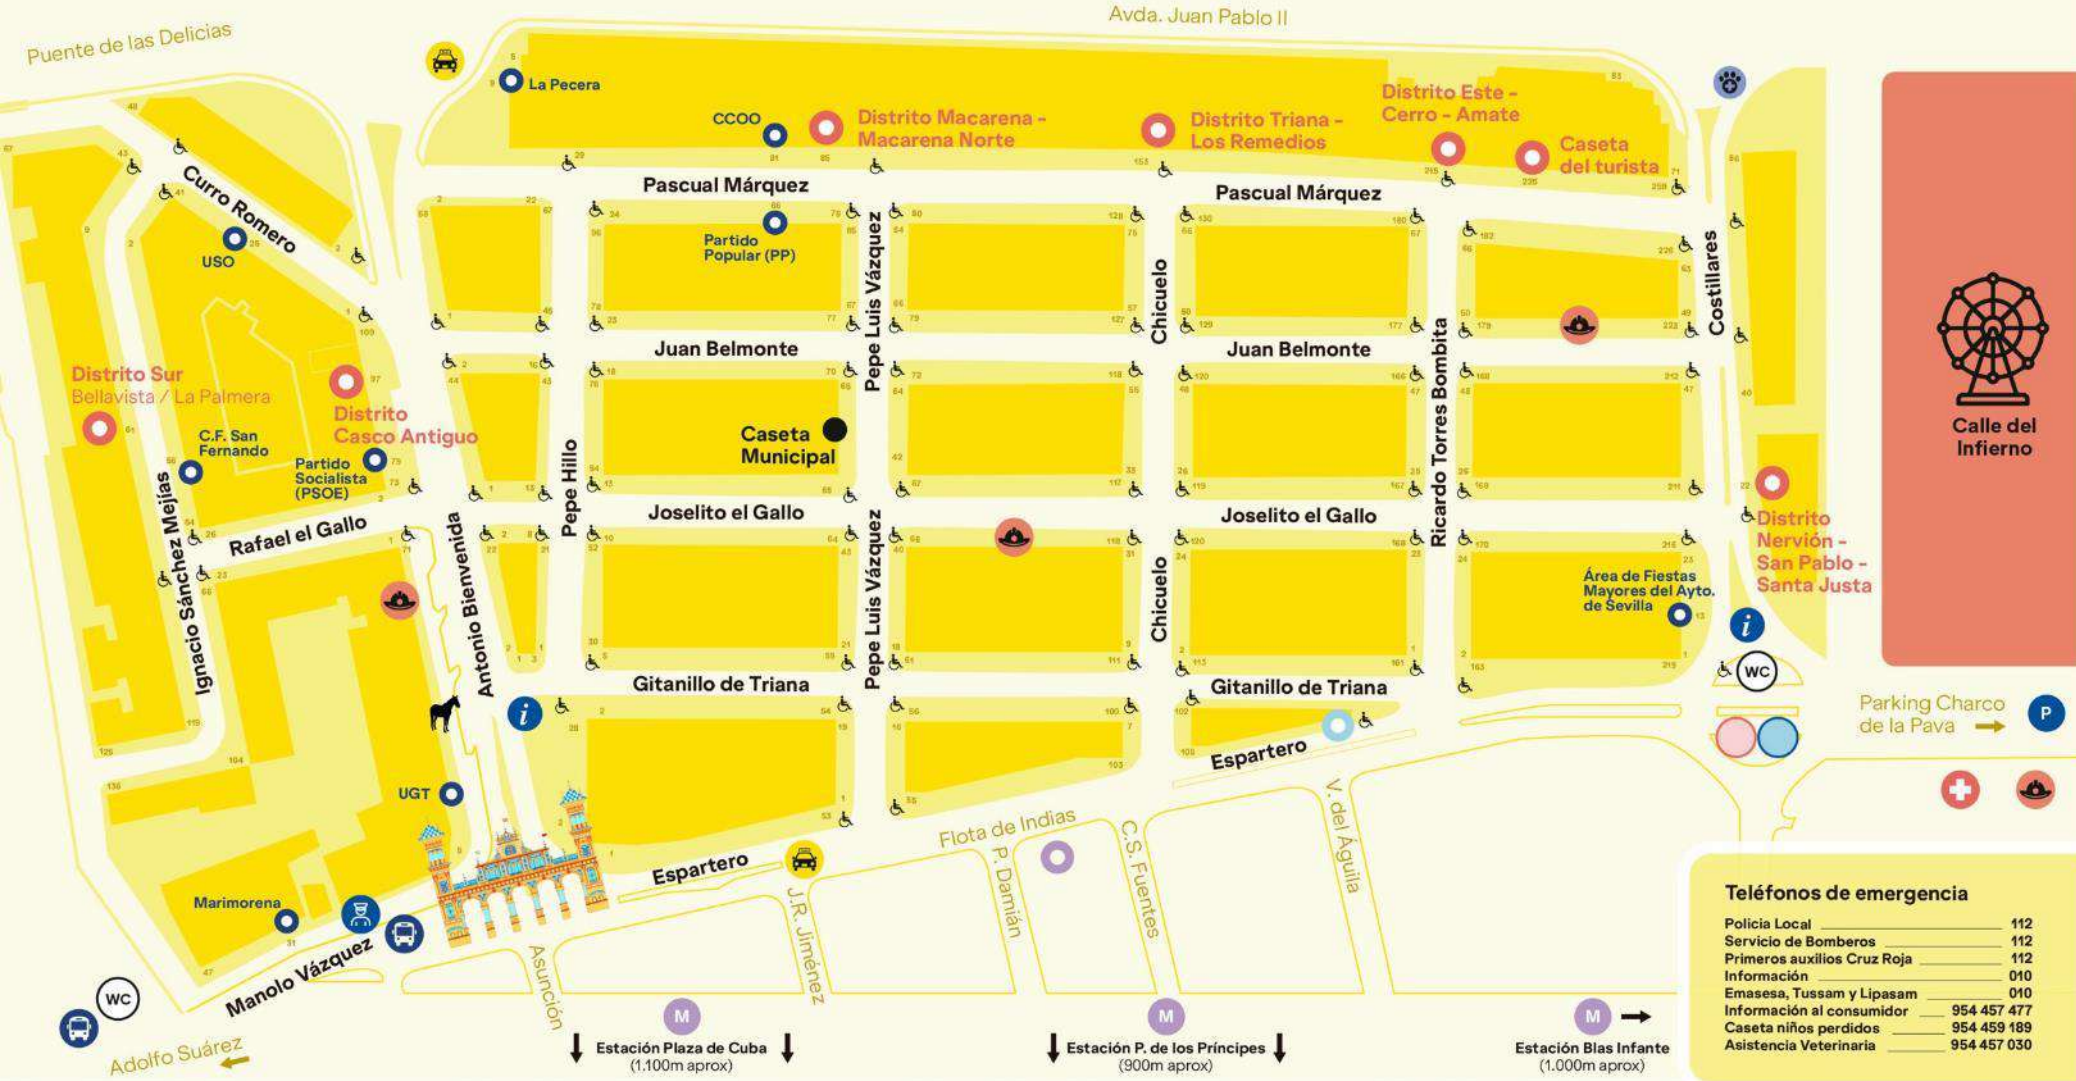 Avda. Juan Pablo II
Puente de las Delicias
La Pecera
CCOO
Distrito Macarena -
Macarena Norte
Distrito Triana -
Los Remedios
Distrito Este -
Cerro - Amate
Caseta
del turista
Curro Romero
USO
Pascual Márquez
Pascual Márquez
Partido
Popular (PP)
Pepe Luis Vázquez
Chicuelo
Costillares
Juan Belmonte
Juan Belmonte
Ricardo Torres Bombita
Distrito Sur
Bellavista / La Palmera
Distrito
Casco Antiguo
C.F. San
Fernando
Partido
Socialista
(PSOE)
Caseta
Municipal
Calle del
Infierno
Pepe Hillo
Ignacio Sánchez Mejías
Rafael el Gallo
Antonio Bienvenida
Joselito el Gallo
Joselito el Gallo
Pepe Luis Vázquez
Chicuelo
Distrito
Nervión -
San Pablo -
Santa Justa
Área de Fiestas
Mayores del Ayto.
de Sevilla
i
WC
Gitanillo de Triana
Gitanillo de Triana
i
Parking Charco
de la Pava
P
Espartero
UGT
Espartero
Flota de Indias
P. Damián
C.S. Fuentes
V. del Águila
J.R. Jiménez
Asunción
Marimorena
Manolo Vázquez
WC
Adolfo Suárez
M
Estación Plaza de Cuba
(1.100m aprox)
M
Estación P. de los Príncipes
(900m aprox)
M
Estación Blas Infante
(1.000m aprox)
Teléfonos de emergencia
Policia Local 112
Servicio de Bomberos 112
Primeros auxilios Cruz Roja 112
Información 010
Emasesa, Tussam y Lipasam 010
Información al consumidor 954 457 477
Caseta niños perdidos 954 459 189
Asistencia Veterinaria 954 457 030